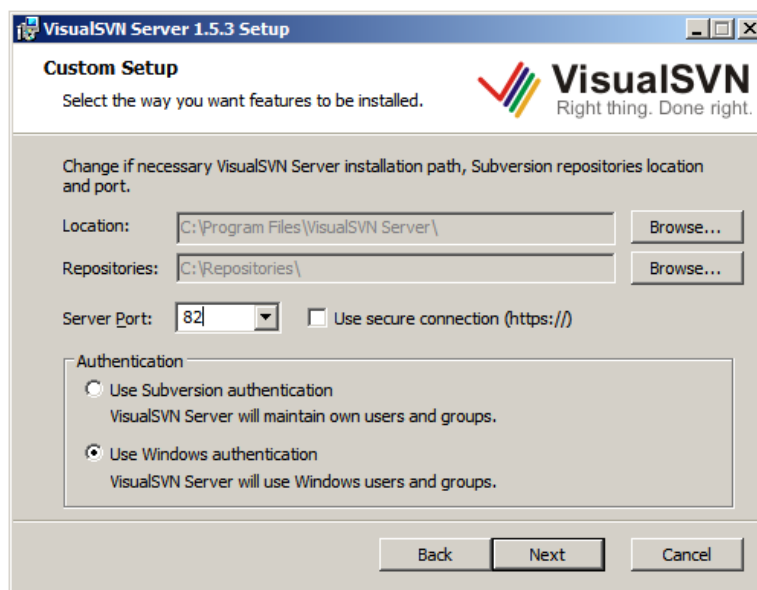 VisualSVN Server 1.5.3 Setup
Custom Setup
Select the way you want features to be installed.
VisualSVN
Right thing. Done right.
Change if necessary VisualSVN Server installation path, Subversion repositories location
and port.
Location: C:\Program Files\VisualSVN Server\ Browse...
Repositories: C:\Repositories\ Browse...
Server Port: 82 Use secure connection (https://)
Authentication
Use Subversion authentication
VisualSVN Server will maintain own users and groups.
Use Windows authentication
VisualSVN Server will use Windows users and groups.
Back Next Cancel